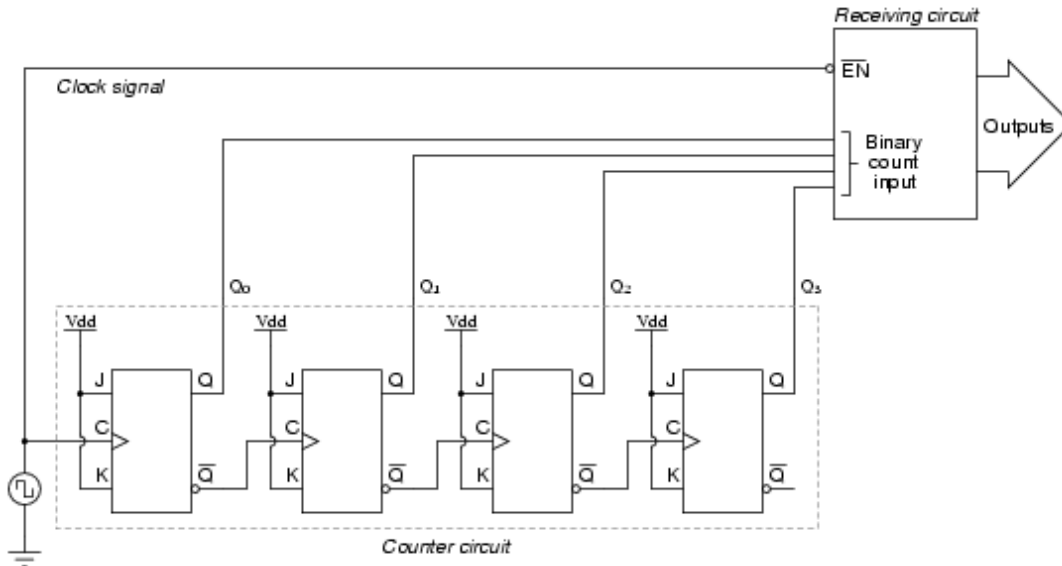 Receiving circuit
Clock signal
EN
Binary
count
input
Outputs
Q0
Q1
Q2
Q3
Vdd
Vdd
Vdd
Vdd
J
Q
J
Q
J
Q
J
Q
C
C
C
C
K
Q
K
Q
K
Q
K
Q
Counter circuit